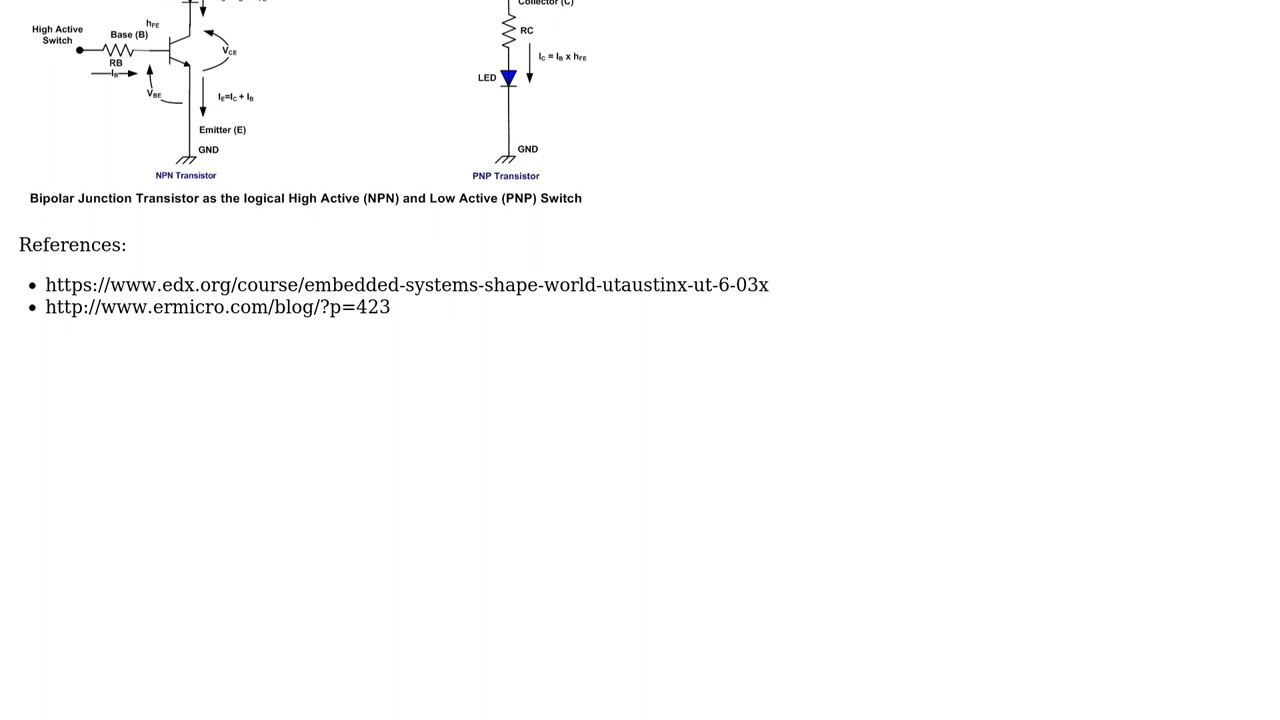 Collector (C)
hFE
High Active
Switch
Base (B)
RB
IB
VBE
VCE
IE=IC + IB
Emitter (E)
GND
NPN Transistor
RC
IC = IB x hFE
LED
GND
PNP Transistor
Bipolar Junction Transistor as the logical High Active (NPN) and Low Active (PNP) Switch
References:
https://www.edx.org/course/embedded-systems-shape-world-utaustinx-ut-6-03x
http://www.ermicro.com/blog/?p=423